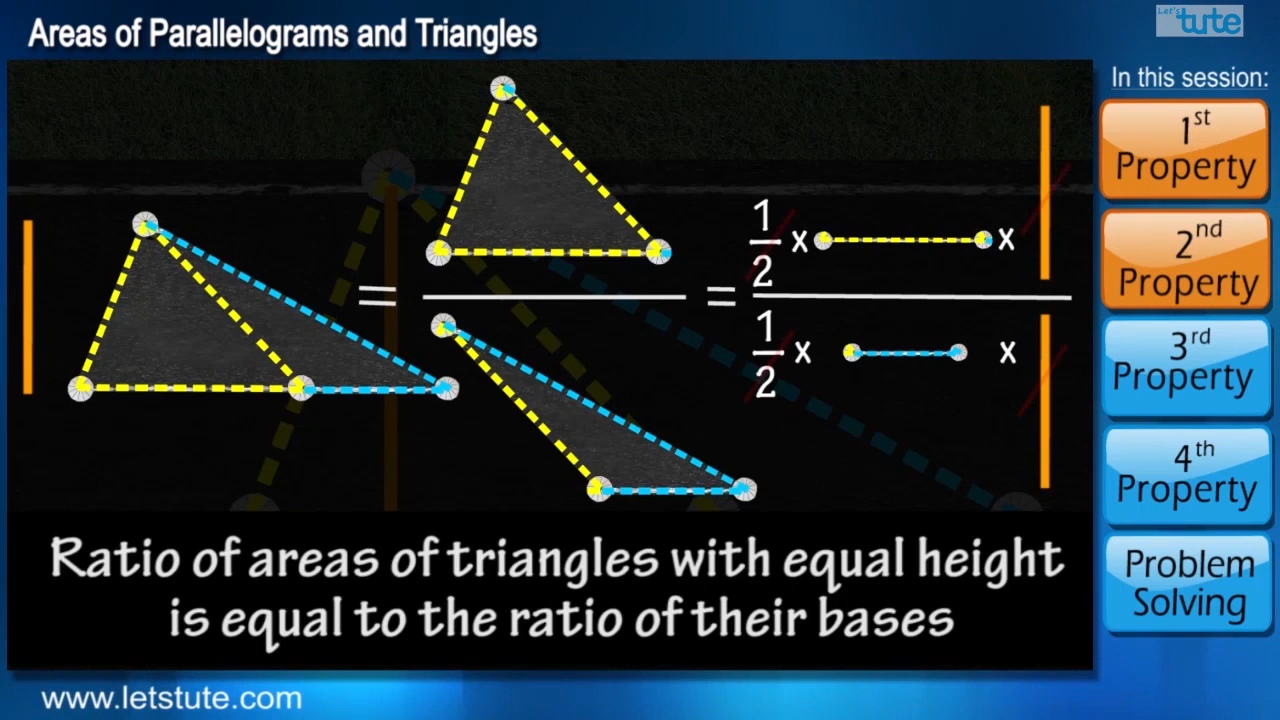 Areas of Parallelograms and Triangles
Let's
tute
In this session:
1st
Property
2nd
Property
3rd
Property
4th
Property
Problem
Solving
=
=
1
2
x
x
1
2
x
x
Ratio of areas of triangles with equal height
is equal to the ratio of their bases
www.letstute.com